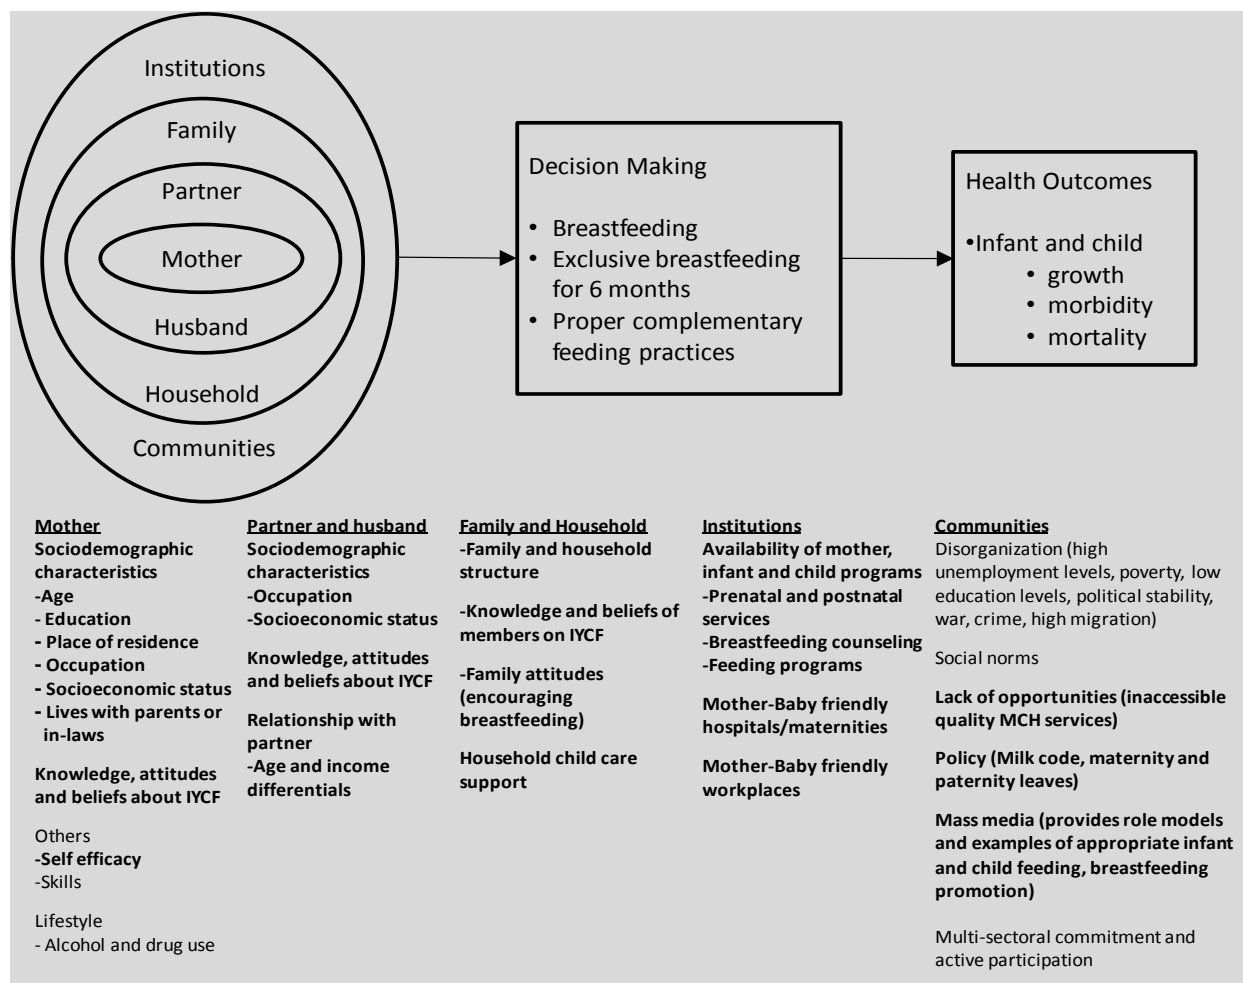 Institutions
Family
Partner
Mother
Husband
Household
Communities
Decision Making
• Breastfeeding
• Exclusive breastfeeding
for 6 months
• Proper complementary
feeding practices
Health Outcomes
•Infant and child
• growth
• morbidity
• mortality
Mother
Sociodemographic
characteristics
-Age
- Education
- Place of residence
- Occupation
- Socioeconomic status
- Lives with parents or
in-laws
Knowledge, attitudes
and beliefs about IYCF
Others
-Self efficacy
-Skills
Lifestyle
- Alcohol and drug use
Partner and husband
Sociodemographic
characteristics
-Occupation
-Socioeconomic status
Knowledge, attitudes
and beliefs about IYCF
Relationship with
partner
-Age and income
differentials
Family and Household
-Family and household
structure
-Knowledge and beliefs of
members on IYCF
-Family attitudes
(encouraging
breastfeeding)
Household child care
support
Institutions
Availability of mother,
infant and child programs
-Prenatal and postnatal
services
-Breastfeeding counseling
-Feeding programs
Mother-Baby friendly
hospitals/maternities
Mother-Baby friendly
workplaces
Communities
Disorganization (high
unemployment levels, poverty, low
education levels, political stability,
war, crime, high migration)
Social norms
Lack of opportunities (inaccessible
quality MCH services)
Policy (Milk code, maternity and
paternity leaves)
Mass media (provides role models
and examples of appropriate infant
and child feeding, breastfeeding
promotion)
Multi-sectoral commitment and
active participation